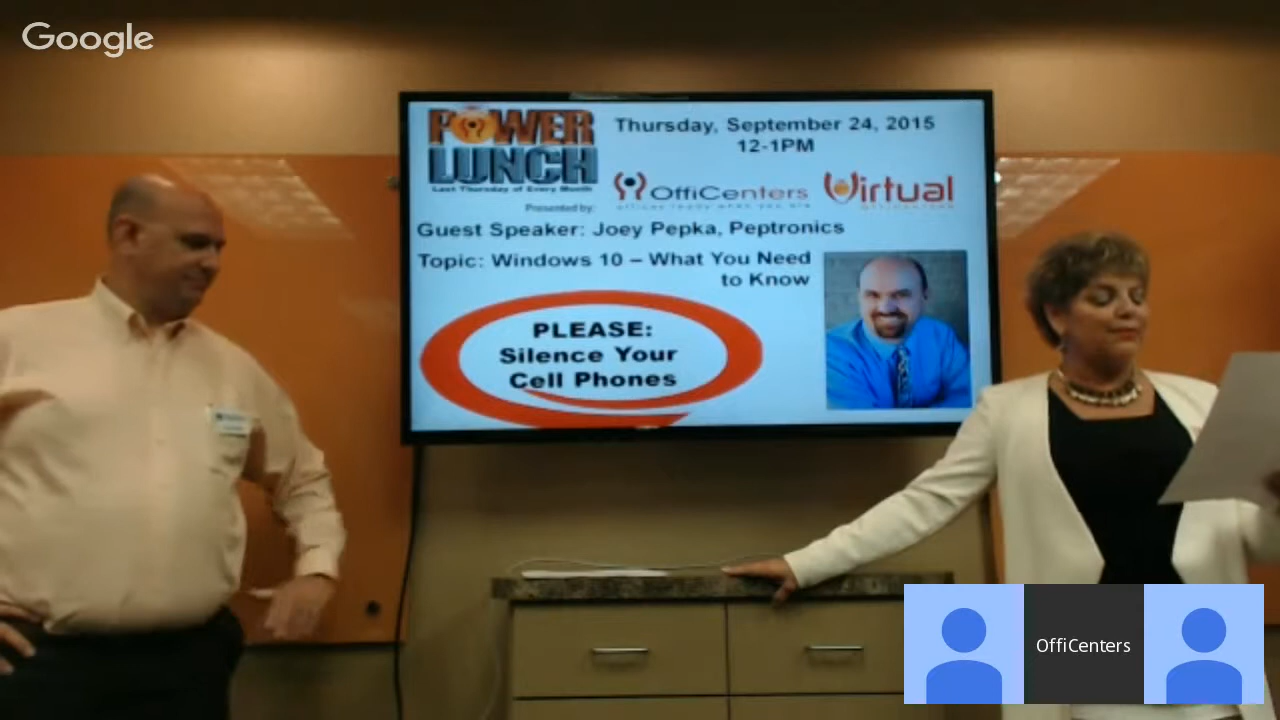 Google
POWER
LUNCH
Last Thursday of Every Month
Thursday, September 24, 2015
12-1PM
Presented by:
OffiCenters
Virtual
Guest Speaker: Joey Pepka, Peptronics
Topic: Windows 10 – What You Need
to Know
PLEASE:
Silence Your
Cell Phones
OffiCenters